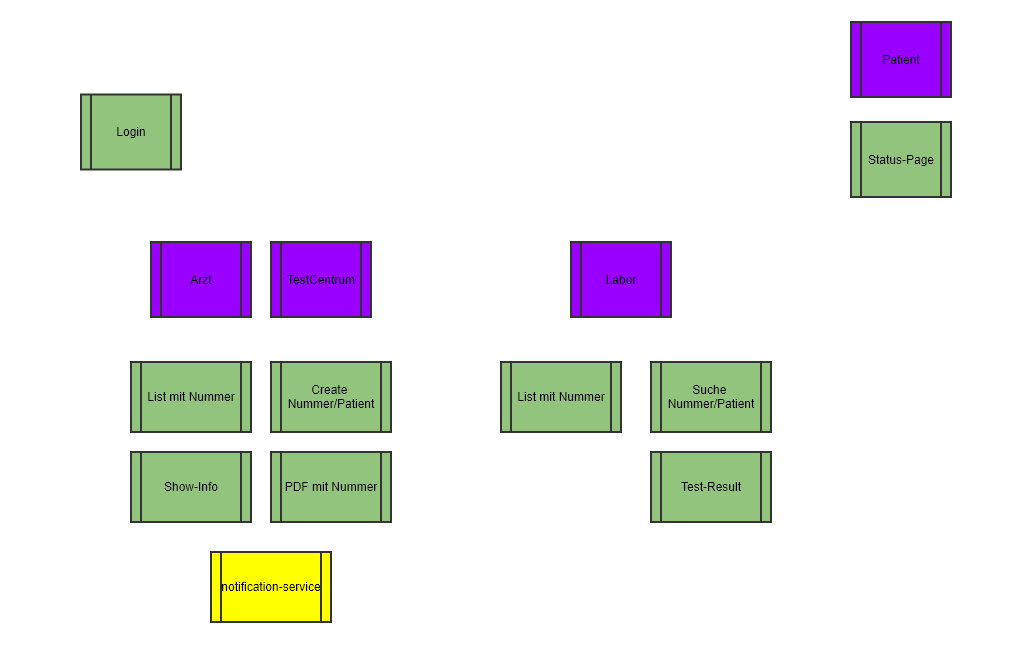 Patient
Login
Status-Page
Arzt
TestCentrum
Labor
List mit Nummer
Create
Nummer/Patient
List mit Nummer
Suche
Nummer/Patient
Show-Info
PDF mit Nummer
Test-Result
notification-service